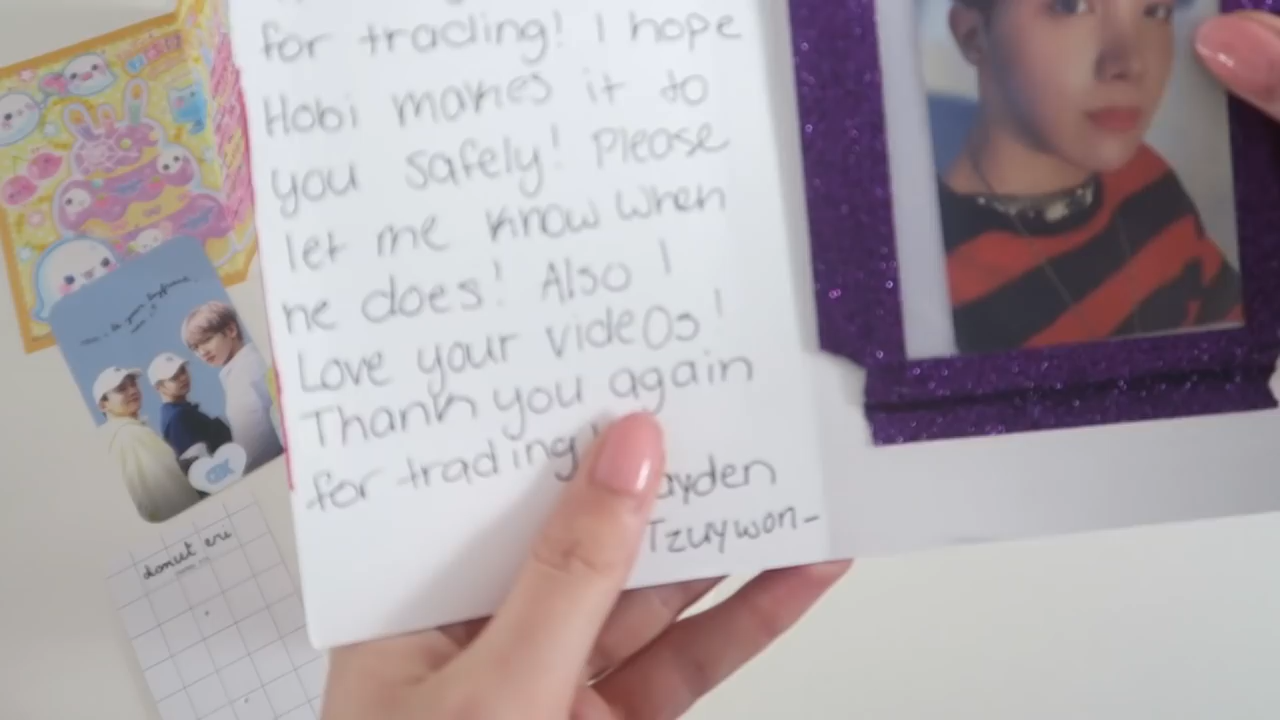 for trading! I hope
Hobi makes it to
you safely! Please
let me know when
he does! Also I
Love your videOs!
Thank you again
for trading!
ayden
Tzuywon-
donut eru